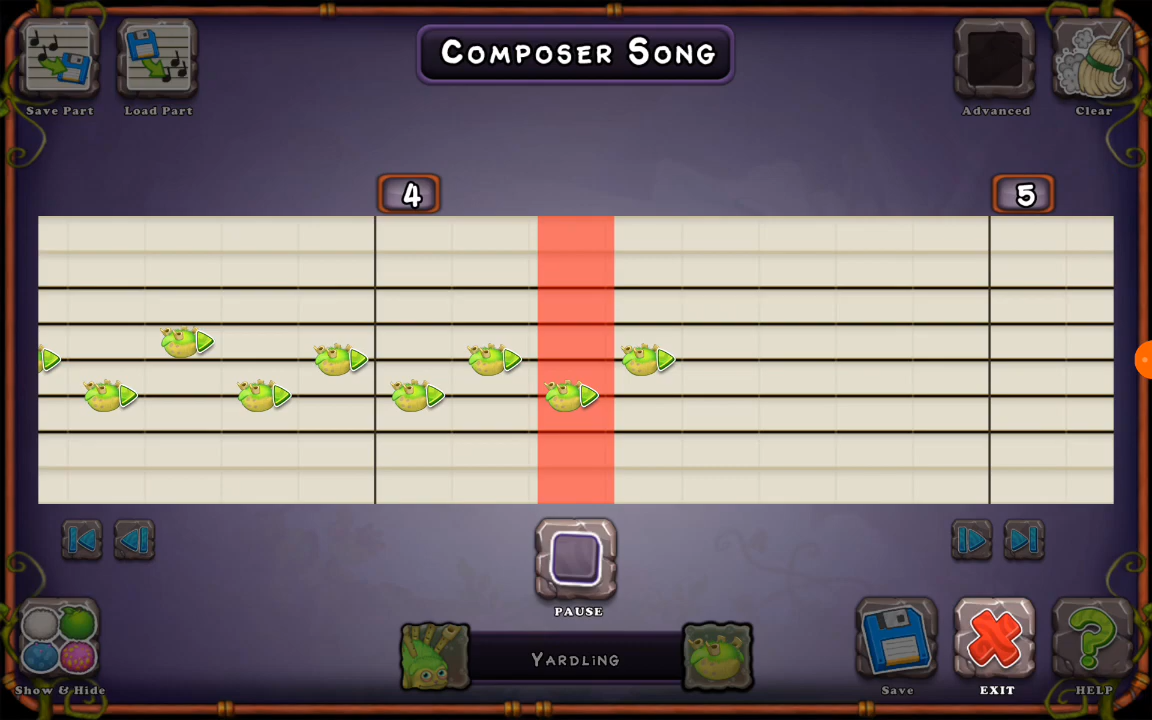 Composer Song
Save Part
Load Part
Advanced
Clear
4
5
PAUSE
Yardling
Show & Hide
Save
EXIT
HELP